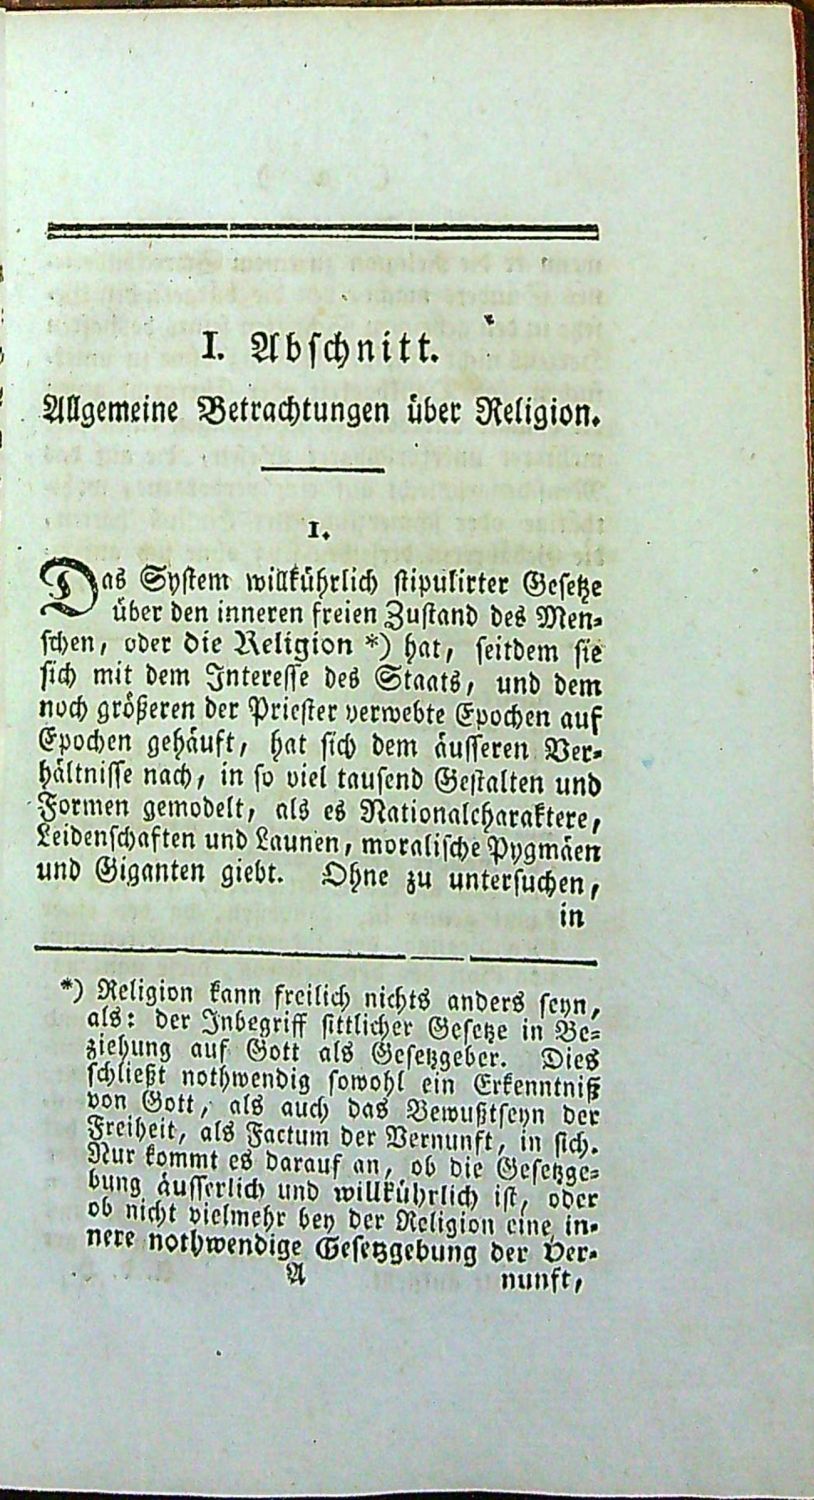 I. Abschnitt.
Allgemeine Betrachtungen über Religion.
I.
Das System willkührlich stipulirter Gesetze
über den inneren freien Zustand des Men-
schen, oder die Religion *) hat, seitdem sie
sich mit dem Interesse des Staats, und dem
noch größeren der Priester verwebte Epochen auf
Epochen gehäuft, hat sich dem äusseren Ver-
hältnisse nach, in so viel tausend Gestalten und
Formen gemodelt, als es Nationalcharaktere,
Leidenschaften und Launen, moralische Pygmäen
und Giganten giebt. Ohne zu untersuchen,
in
*) Religion kann freilich nichts anders seyn,
als: der Inbegriff sittlicher Gesetze in Be-
ziehung auf Gott als Gesetzgeber. Dies
schließt nothwendig sowohl ein Erkenntniß
von Gott, als auch das Bewußtseyn der
Freiheit, als Factum der Vernunft, in sich.
Nur kommt es darauf an, ob die Gesetzge-
bung äusserlich und willkührlich ist, oder
ob nicht vielmehr bey der Religion eine in-
nere nothwendige Gesetzgebung der Ver-
A nunft,